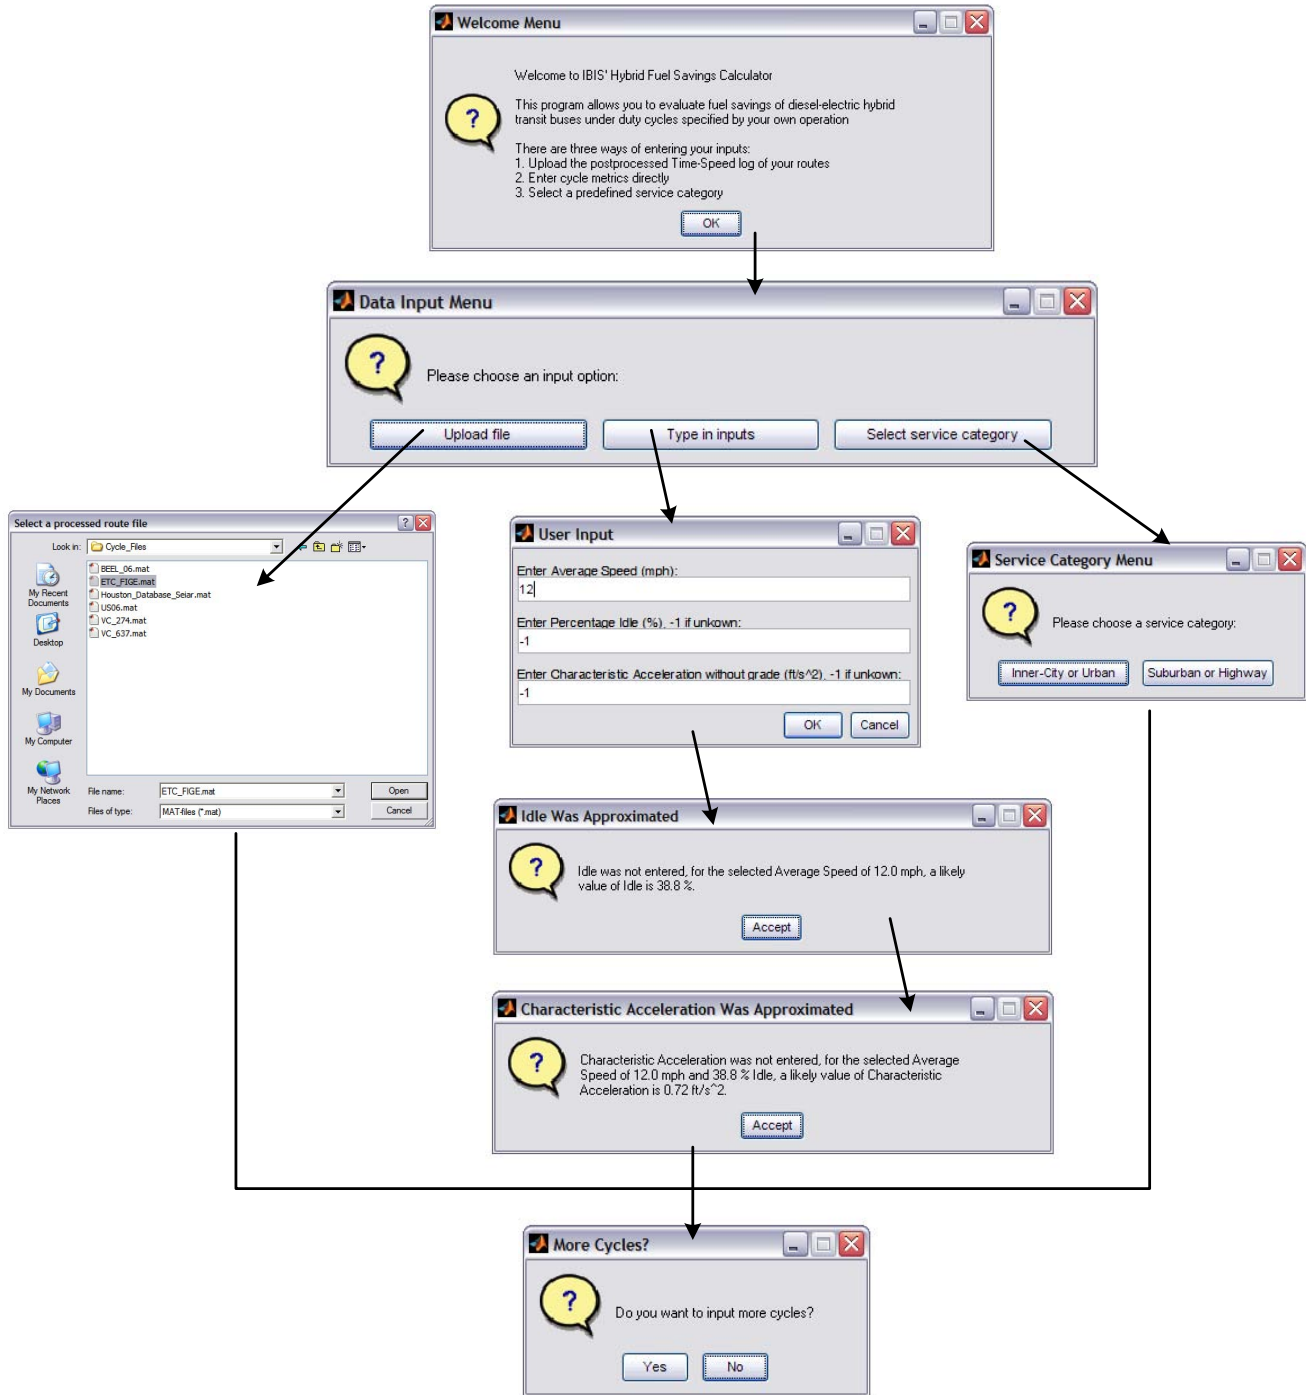 Welcome Menu
Welcome to IBIS' Hybrid Fuel Savings Calculator
This program allows you to evaluate fuel savings of diesel-electric hybrid
transit buses under duty cycles specified by your own operation
There are three ways of entering your inputs:
1. Upload the postprocessed Time-Speed log of your routes
2. Enter cycle metrics directly
3. Select a predefined service category
OK
Data Input Menu
Please choose an input option:
Upload file
Type in inputs
Select service category
Select a processed route file
Look in:
Cycle_Files
BEEL_06.mat
ETC_FIGE.mat
Houston_Database_Seiar.mat
US06.mat
VC_274.mat
VC_637.mat
My Recent
Documents
Desktop
My Documents
My Computer
My Network
Places
File name:
ETC_FIGE.mat
Open
Files of type:
MAT-files (*.mat)
Cancel
User Input
Enter Average Speed (mph):
12
Enter Percentage Idle (%), -1 if unkown:
-1
Enter Characteristic Acceleration without grade (ft/s^2), -1 if unkown:
-1
OK
Cancel
Service Category Menu
Please choose a service category:
Inner-City or Urban
Suburban or Highway
Idle Was Approximated
Idle was not entered, for the selected Average Speed of 12.0 mph, a likely
value of Idle is 38.8 %.
Accept
Characteristic Acceleration Was Approximated
Characteristic Acceleration was not entered, for the selected Average
Speed of 12.0 mph and 38.8 % Idle, a likely value of Characteristic
Acceleration is 0.72 ft/s^2.
Accept
More Cycles?
Do you want to input more cycles?
Yes
No